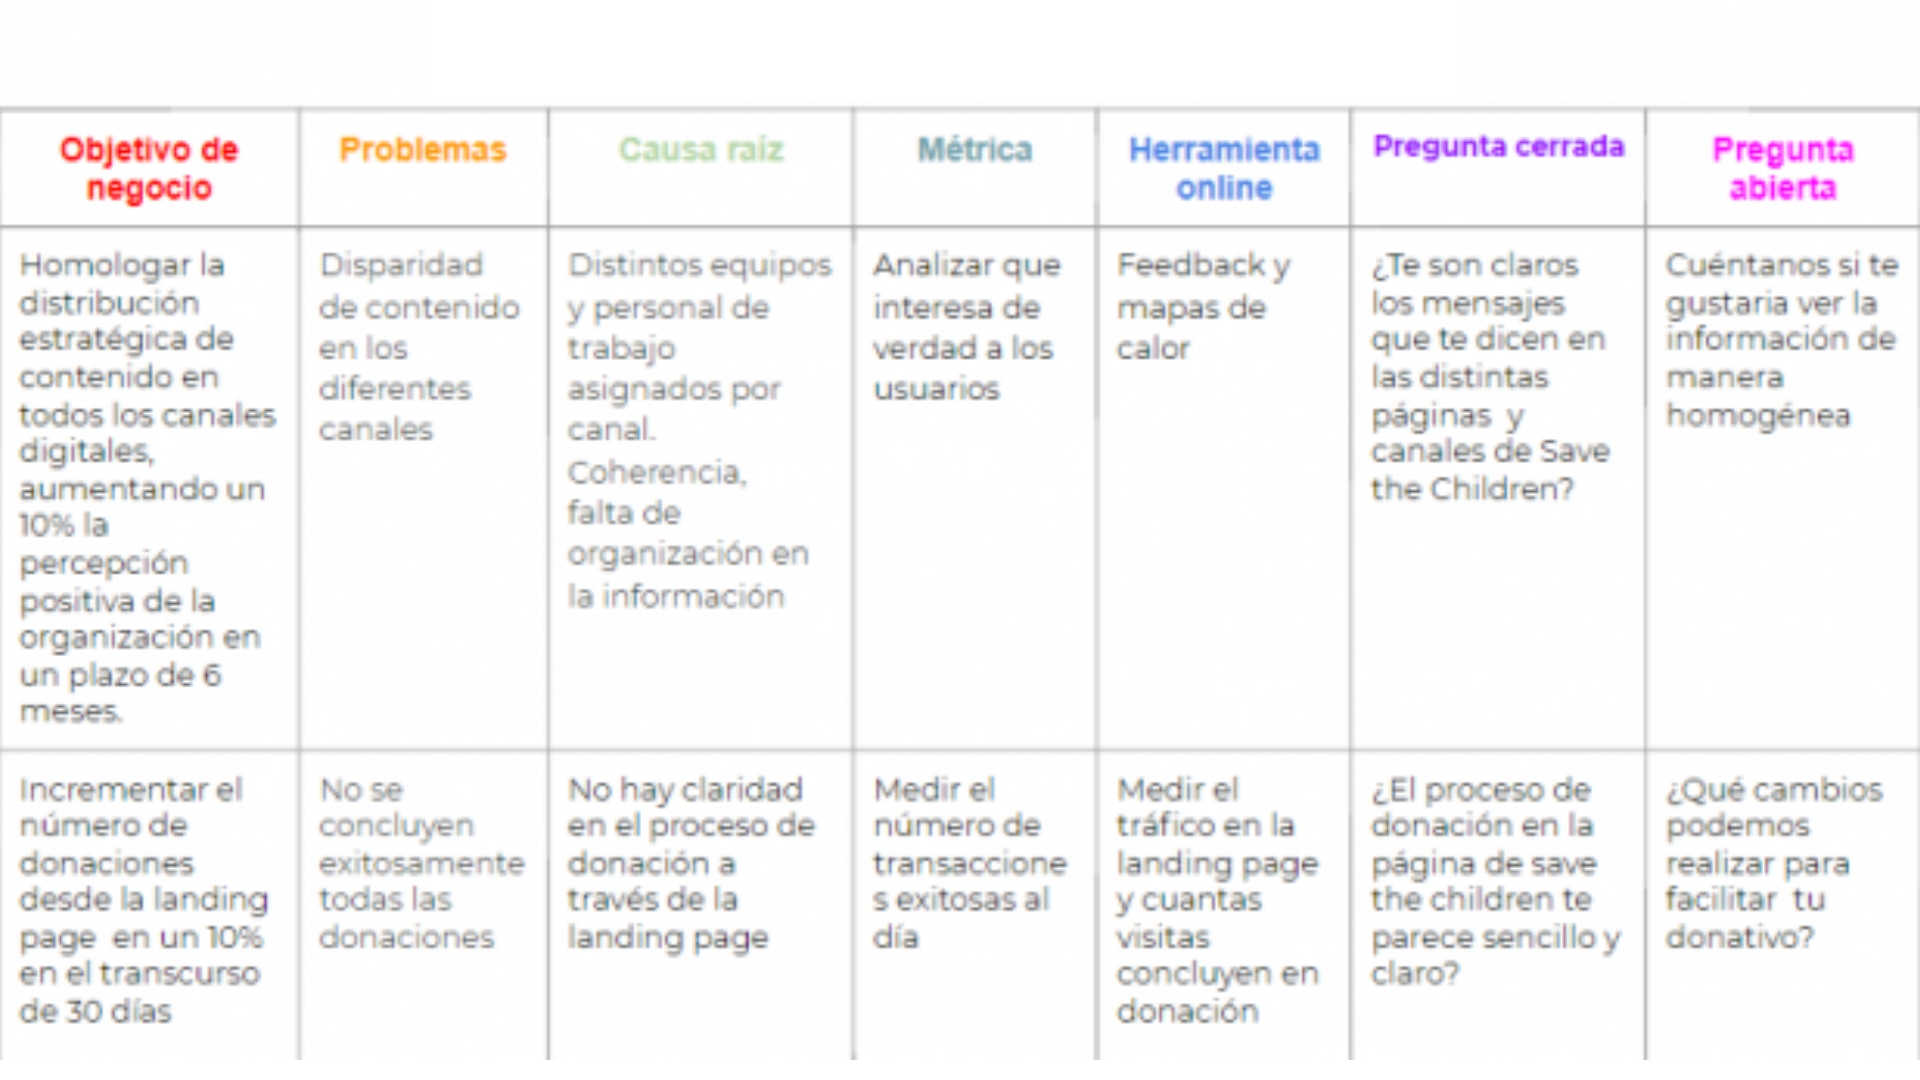 Objetivo de
negocio
Problemas
Causa raíz
Métrica
Herramienta
online
Pregunta cerrada
Pregunta
abierta
Homologar la
distribución
estratégica de
contenido en
todos los canales
digitales,
aumentando un
10% la
percepción
positiva de la
organización en
un plazo de 6
meses.
Disparidad
de contenido
en los
diferentes
canales
Distintos equipos
y personal de
trabajo
asignados por
canal.
Coherencia,
falta de
organización en
la información
Analizar que
interesa de
verdad a los
usuarios
Feedback y
mapas de
calor
¿Te son claros
los mensajes
que te dicen en
las distintas
páginas y
canales de Save
the Children?
Cuéntanos si te
gustaria ver la
información de
manera
homogénea
Incrementar el
número de
donaciones
desde la landing
page en un 10%
en el transcurso
de 30 días
No se
concluyen
exitosamente
todas las
donaciones
No hay claridad
en el proceso de
donación a
través de la
landing page
Medir el
número de
transaccione
s exitosas al
día
Medir el
tráfico en la
landing page
y cuantas
visitas
concluyen en
donación
¿El proceso de
donación en la
página de save
the children te
parece sencillo y
claro?
¿Qué cambios
podemos
realizar para
facilitar tu
donativo?